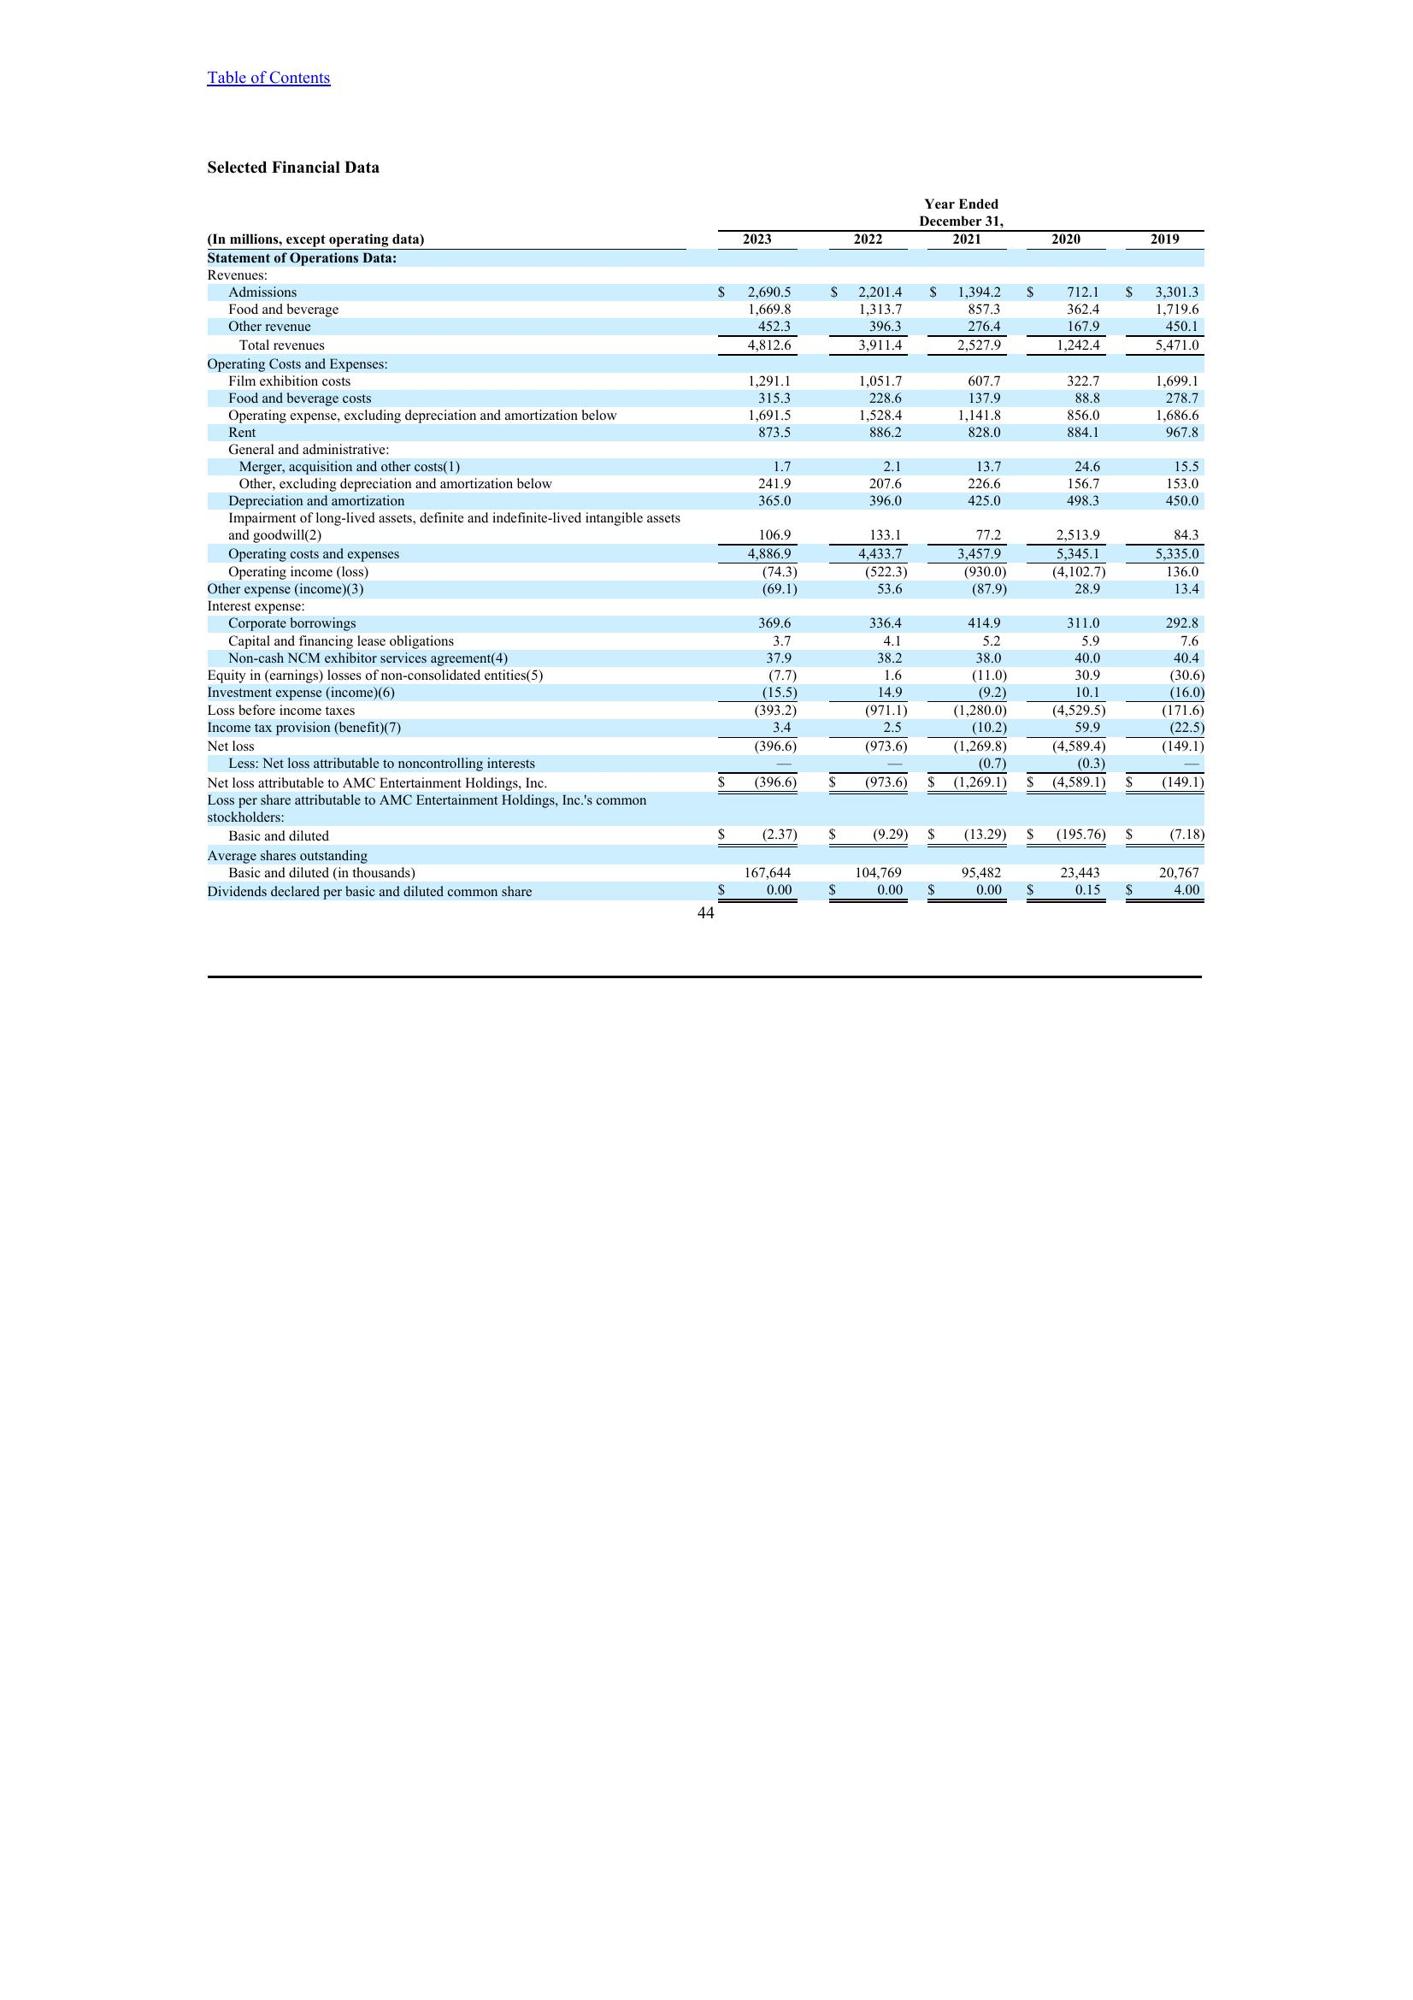 Table of Contents
Selected Financial Data
Year Ended
December 31,
(In millions, except operating data) 2023 2022 2021 2020 2019
Statement of Operations Data:
Revenues:
Admissions $ 2,690.5 $ 2,201.4 $ 1,394.2 $ 712.1 $ 3,301.3
Food and beverage 1,669.8 1,313.7 857.3 362.4 1,719.6
Other revenue 452.3 396.3 276.4 167.9 450.1
Total revenues 4,812.6 3,911.4 2,527.9 1,242.4 5,471.0
Operating Costs and Expenses:
Film exhibition costs 1,291.1 1,051.7 607.7 322.7 1,699.1
Food and beverage costs 315.3 228.6 137.9 88.8 278.7
Operating expense, excluding depreciation and amortization below 1,691.5 1,528.4 1,141.8 856.0 1,686.6
Rent 873.5 886.2 828.0 884.1 967.8
General and administrative:
Merger, acquisition and other costs(1) 1.7 2.1 13.7 24.6 15.5
Other, excluding depreciation and amortization below 241.9 207.6 226.6 156.7 153.0
Depreciation and amortization 365.0 396.0 425.0 498.3 450.0
Impairment of long-lived assets, definite and indefinite-lived intangible assets
and goodwill(2) 106.9 133.1 77.2 2,513.9 84.3
Operating costs and expenses 4,886.9 4,433.7 3,457.9 5,345.1 5,335.0
Operating income (loss) (74.3) (522.3) (930.0) (4,102.7) 136.0
Other expense (income)(3) (69.1) 53.6 (87.9) 28.9 13.4
Interest expense:
Corporate borrowings 369.6 336.4 414.9 311.0 292.8
Capital and financing lease obligations 3.7 4.1 5.2 5.9 7.6
Non-cash NCM exhibitor services agreement(4) 37.9 38.2 38.0 40.0 40.4
Equity in (earnings) losses of non-consolidated entities(5) (7.7) 1.6 (11.0) 30.9 (30.6)
Investment expense (income)(6) (15.5) 14.9 (9.2) 10.1 (16.0)
Loss before income taxes (393.2) (971.1) (1,280.0) (4,529.5) (171.6)
Income tax provision (benefit)(7) 3.4 2.5 (10.2) 59.9 (22.5)
Net loss (396.6) (973.6) (1,269.8) (4,589.4) (149.1)
Less: Net loss attributable to noncontrolling interests — — (0.7) (0.3) —
Net loss attributable to AMC Entertainment Holdings, Inc. $ (396.6) $ (973.6) $ (1,269.1) $ (4,589.1) $ (149.1)
Loss per share attributable to AMC Entertainment Holdings, Inc.'s common
stockholders:
Basic and diluted $ (2.37) $ (9.29) $ (13.29) $ (195.76) $ (7.18)
Average shares outstanding
Basic and diluted (in thousands) 167,644 104,769 95,482 23,443 20,767
Dividends declared per basic and diluted common share $ 0.00 $ 0.00 $ 0.00 $ 0.15 $ 4.00
44